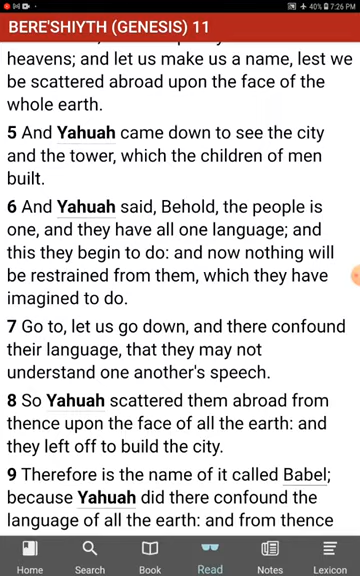 40% 7:26 PM
BERE'SHIYTH (GENESIS) 11
heavens; and let us make us a name, lest we
be scattered abroad upon the face of the
whole earth.
5 And Yahuah came down to see the city
and the tower, which the children of men
built.
6 And Yahuah said, Behold, the people is
one, and they have all one language; and
this they begin to do: and now nothing will
be restrained from them, which they have
imagined to do.
7 Go to, let us go down, and there confound
their language, that they may not
understand one another's speech.
8 So Yahuah scattered them abroad from
thence upon the face of all the earth: and
they left off to build the city.
9 Therefore is the name of it called Babel;
because Yahuah did there confound the
language of all the earth: and from thence
Home Search Book Read Notes Lexicon